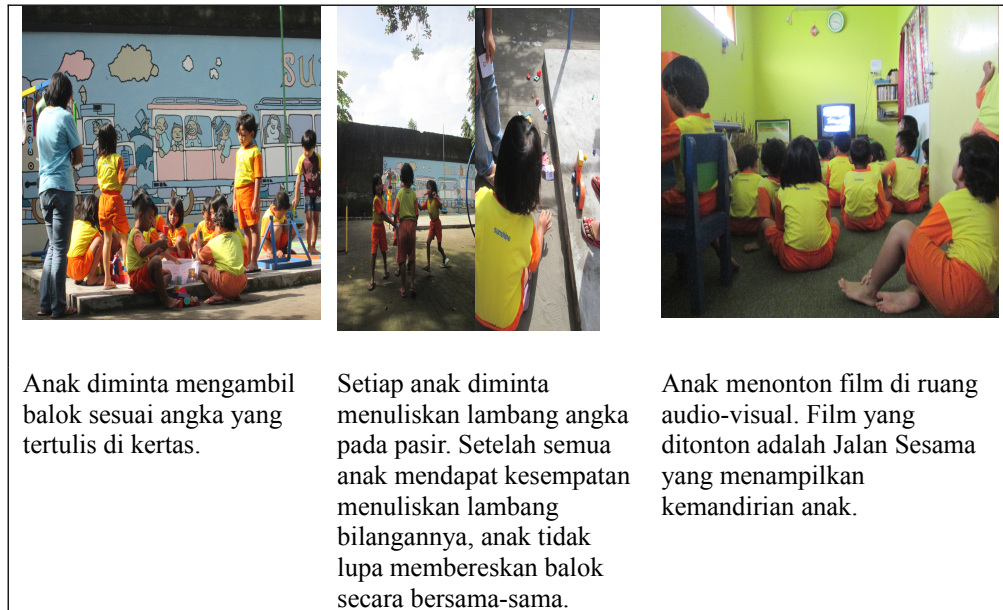 SU
Anak diminta mengambil
balok sesuai angka yang
tertulis di kertas.
Setiap anak diminta
menuliskan lambang angka
pada pasir. Setelah semua
anak mendapat kesempatan
menuliskan lambang
bilangannya, anak tidak
lupa membereskan balok
secara bersama-sama.
Anak menonton film di ruang
audio-visual. Film yang
ditonton adalah Jalan Sesama
yang menampilkan
kemandirian anak.